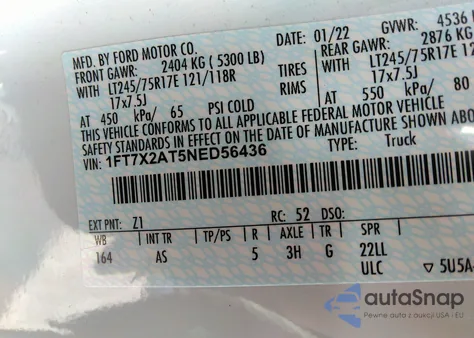 MFD. BY FORD MOTOR CO.
DATE: 01/22
GVWR: 4536
FRONT GAWR: 2404 KG ( 5300 LB)
REAR GAWR: 2876 KG
WITH LT245/75R17E 121/118R TIRES WITH LT245/75R17E
17x7.5J RIMS 17x7.5J
AT 450 kPa/ 65 PSI COLD AT 550 kPa/ 80
THIS VEHICLE CONFORMS TO ALL APPLICABLE FEDERAL MOTOR VEHICLE
SAFETY STANDARDS IN EFFECT ON THE DATE OF MANUFACTURE SHOWN ABO
VIN: 1FT7X2AT5NED56436
TYPE: Truck
EXT PNT: Z1 RC: 52 DSO:
WB INT TR TP/PS R AXLE TR SPR
164 AS 5 3H G 22LL
ULC ▽ 5U5A-
autoSnap
Pewne auta z aukcji USA i EU